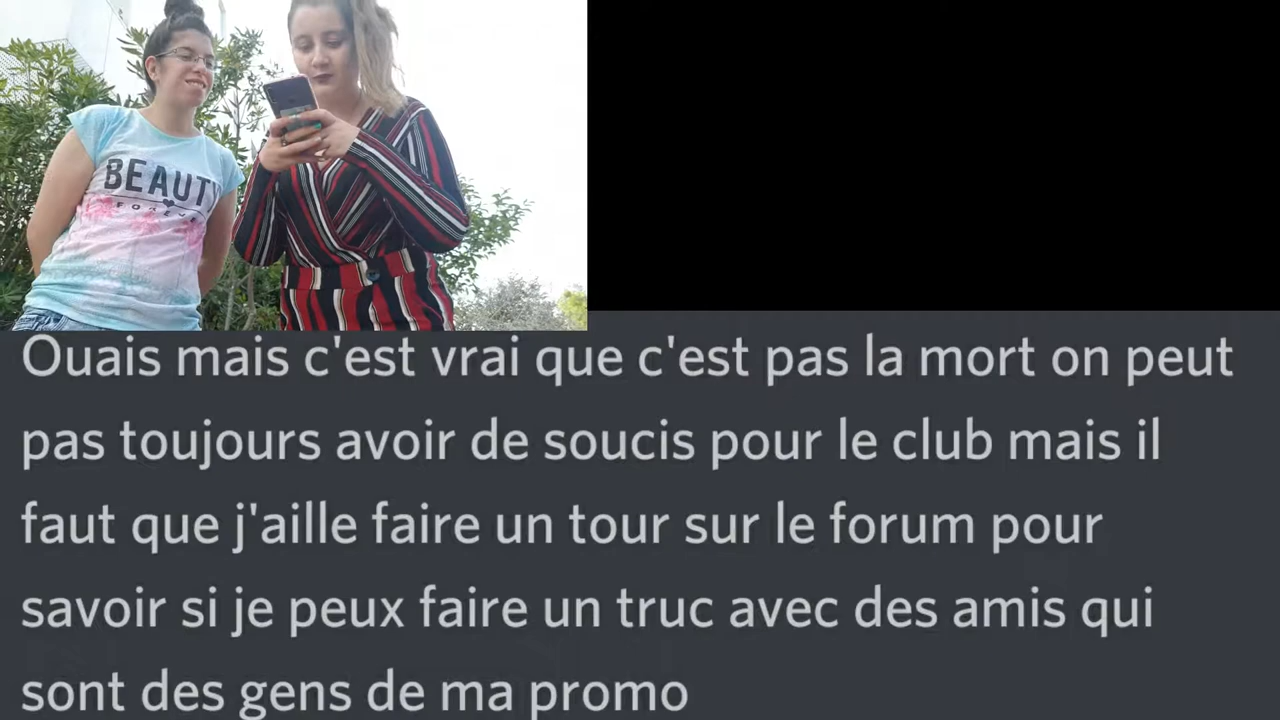 BEAUTY
FOREVER
Ouais mais c'est vrai que c'est pas la mort on peut
pas toujours avoir de soucis pour le club mais il
faut que j'aille faire un tour sur le forum pour
savoir si je peux faire un truc avec des amis qui
sont des gens de ma promo